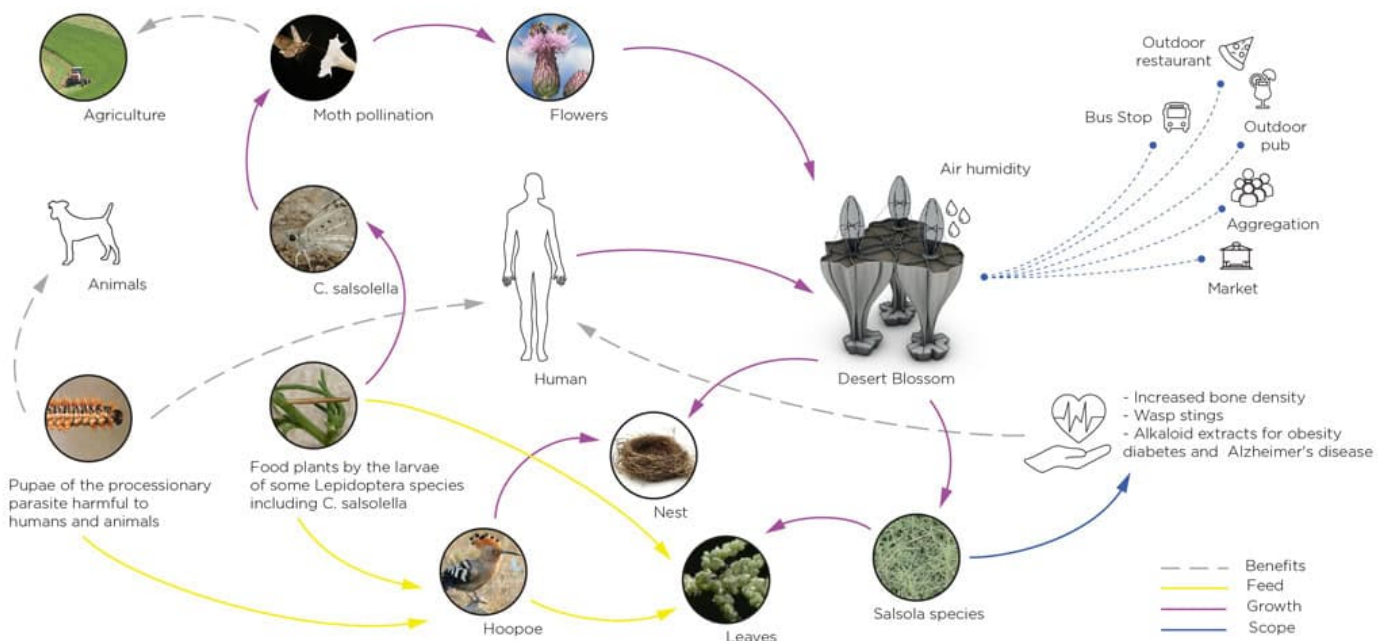 Outdoor
restaurant
Bus Stop
Outdoor
pub
Agriculture
Moth pollination
Flowers
Air humidity
Aggregation
Animals
C. salsolella
Market
Human
Desert Blossom
- Increased bone density
- Wasp stings
- Alkaloid extracts for obesity
diabetes and Alzheimer's disease
Pupae of the processionary
parasite harmful to
humans and animals
Food plants by the larvae
of some Lepidoptera species
including C. salsolella
Nest
Hoopoe
Leaves
Salsola species
Benefits
Feed
Growth
Scope